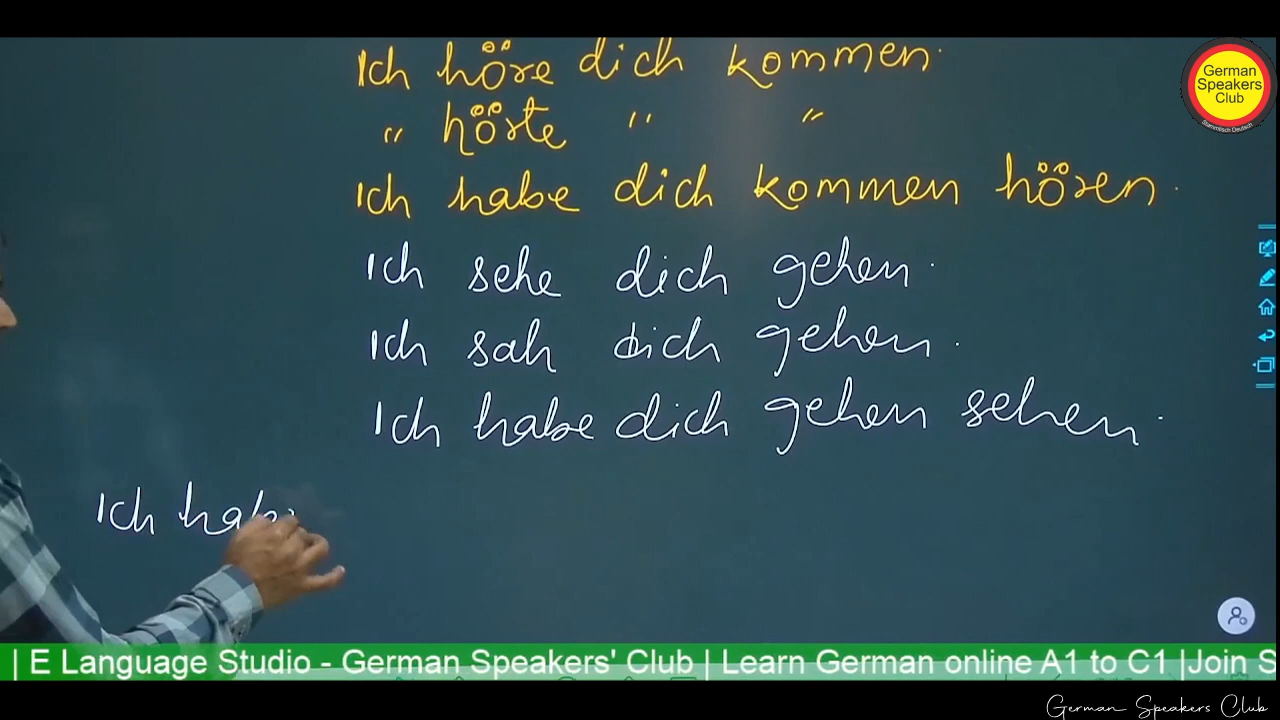 Ich höre dich kommen.
" hörte " "
Ich habe dich kommen hören.
Ich sehe dich gehen.
Ich sah dich gehen.
Ich habe dich gehen sehen.
Ich
German
Speakers
Club
Stammtisch Deutsch
| E Language Studio - German Speakers' Club | Learn German online A1 to C1 |Join S
German Speakers Club